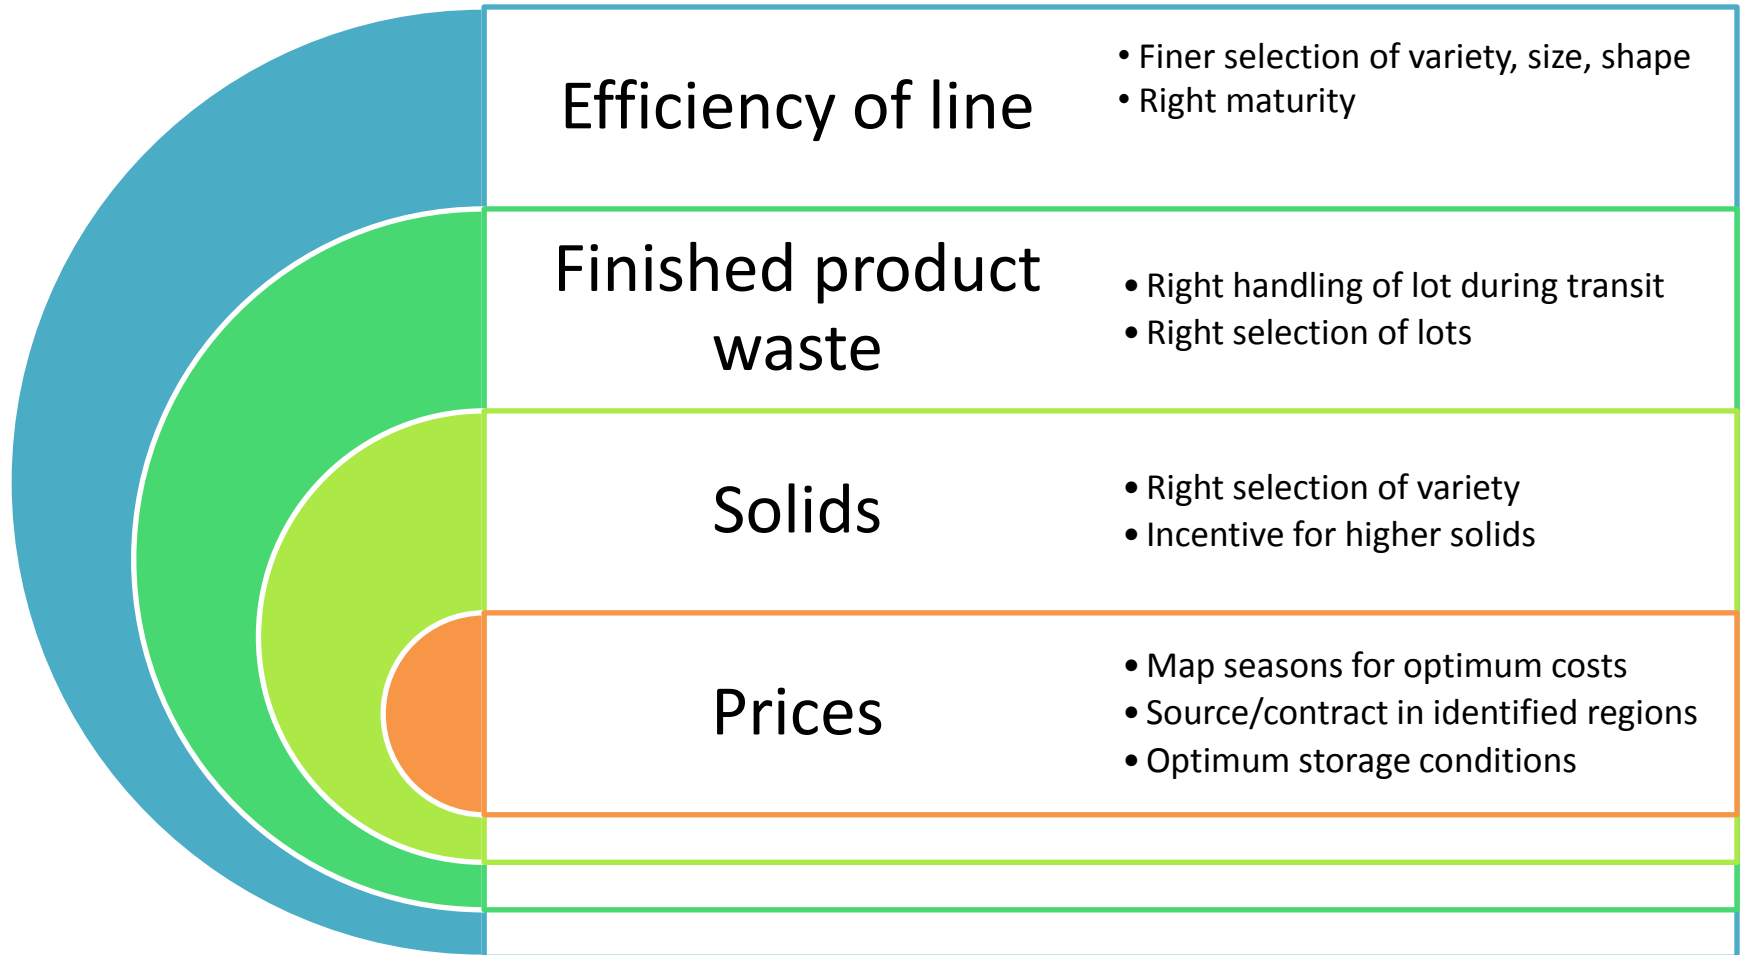 Efficiency of line
• Finer selection of variety, size, shape
• Right maturity
Finished product
waste
• Right handling of lot during transit
• Right selection of lots
Solids
• Right selection of variety
• Incentive for higher solids
Prices
• Map seasons for optimum costs
• Source/contract in identified regions
• Optimum storage conditions